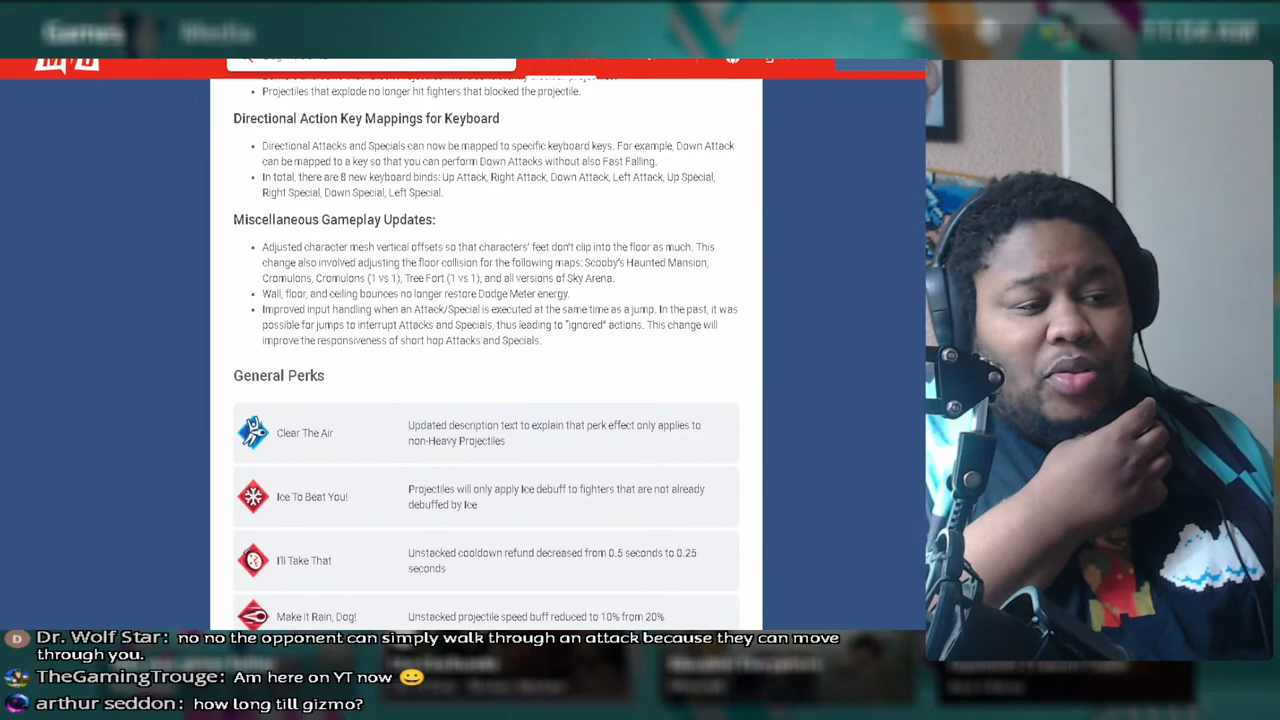 Games
Media
11:04 AM
Projectiles that explode no longer hit fighters that blocked the projectile.
Directional Action Key Mappings for Keyboard
Directional Attacks and Specials can now be mapped to specific keyboard keys. For example, Down Attack
can be mapped to a key so that you can perform Down Attacks without also Fast Falling.
In total, there are 8 new keyboard binds: Up Attack, Right Attack, Down Attack, Left Attack, Up Special,
Right Special, Down Special, Left Special.
Miscellaneous Gameplay Updates:
Adjusted character mesh vertical offsets so that characters' feet don't clip into the floor as much. This
change also involved adjusting the floor collision for the following maps: Scooby's Haunted Mansion,
Cromulons, Cromulons (1 vs 1), Tree Fort (1 vs 1), and all versions of Sky Arena.
Wall, floor, and ceiling bounces no longer restore Dodge Meter energy.
Improved input handling when an Attack/Special is executed at the same time as a jump. In the past, it was
possible for jumps to interrupt Attacks and Specials, thus leading to "ignored" actions. This change will
improve the responsiveness of short hop Attacks and Specials.
General Perks
Clear The Air
Updated description text to explain that perk effect only applies to
non-Heavy Projectiles
Ice To Beat You!
Projectiles will only apply Ice debuff to fighters that are not already
debuffed by Ice
I'll Take That
Unstacked cooldown refund decreased from 0.5 seconds to 0.25
seconds
Make it Rain, Dog!
Unstacked projectile speed buff reduced to 10% from 20%
D Dr. Wolf Star: no no the opponent can simply walk through an attack because they can move
through you.
TheGamingTrouge: Am here on YT now 😀
arthur seddon: how long till gizmo?